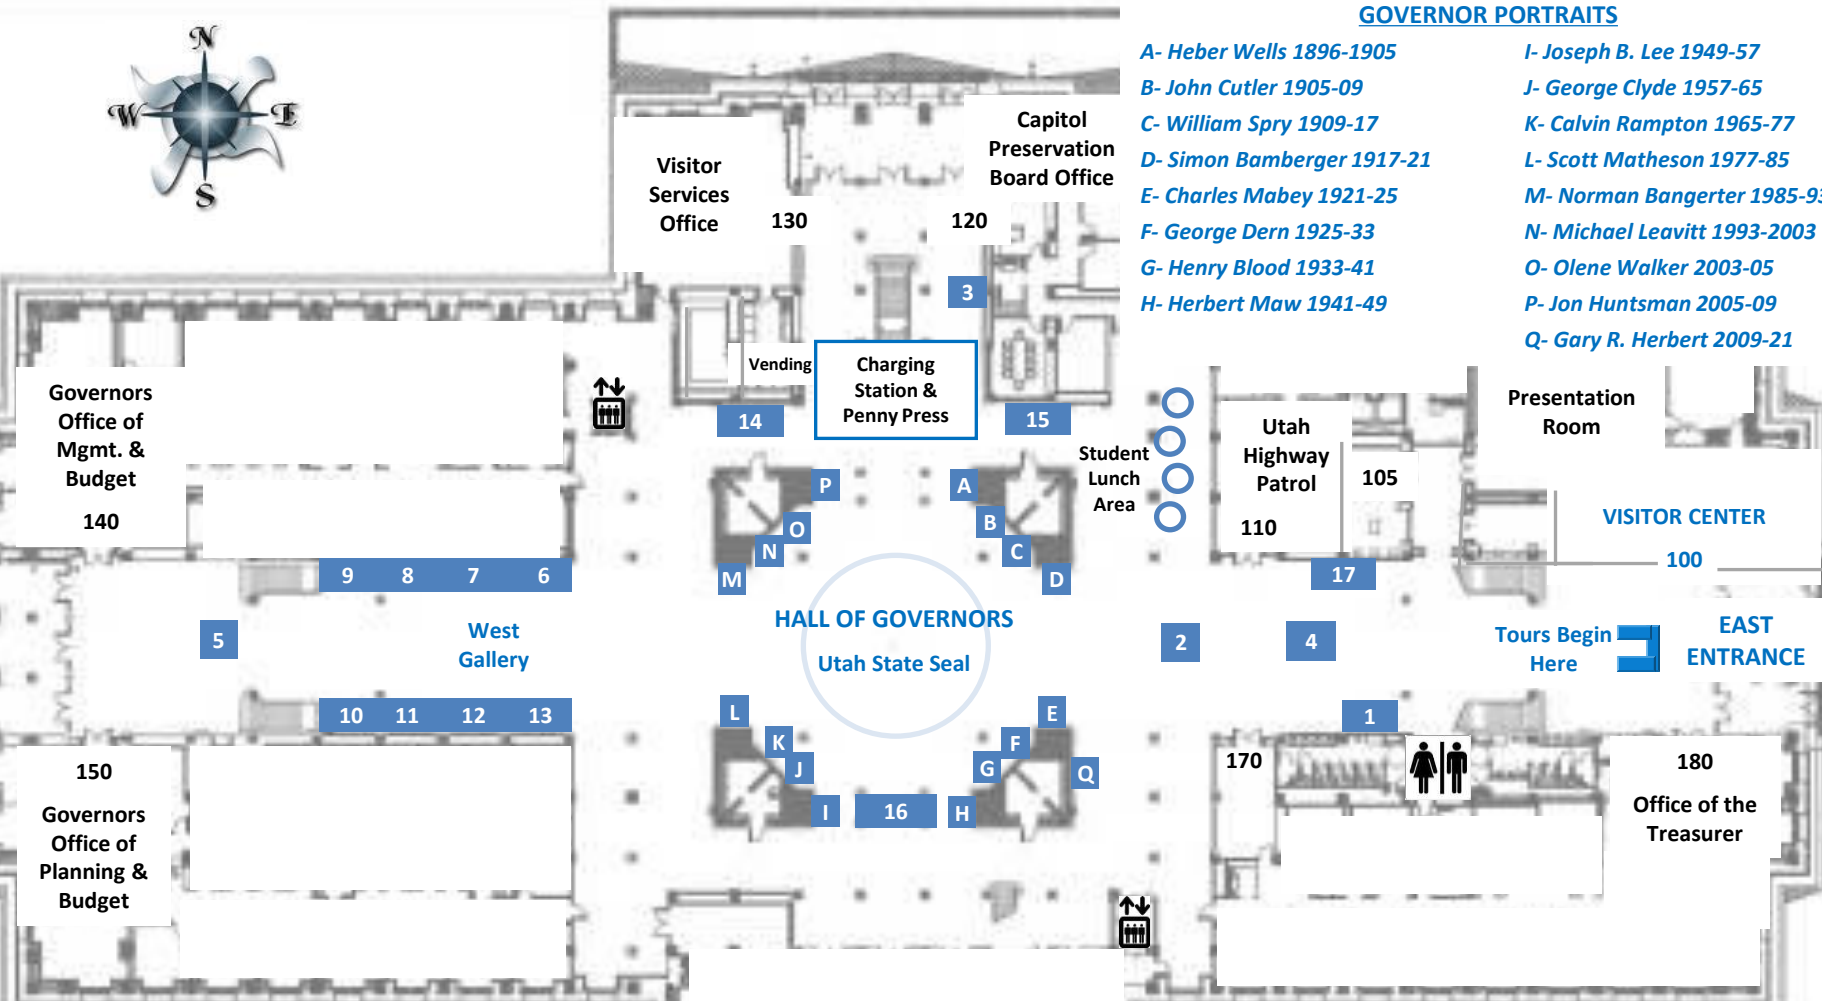 GOVERNOR PORTRAITS
A- Heber Wells 1896-1905
B- John Cutler 1905-09
C- William Spry 1909-17
D- Simon Bamberger 1917-21
E- Charles Mabey 1921-25
F- George Dern 1925-33
G- Henry Blood 1933-41
H- Herbert Maw 1941-49
I- Joseph B. Lee 1949-57
J- George Clyde 1957-65
K- Calvin Rampton 1965-77
L- Scott Matheson 1977-85
M- Norman Bangerter 1985-93
N- Michael Leavitt 1993-2003
O- Olene Walker 2003-05
P- Jon Huntsman 2005-09
Q- Gary R. Herbert 2009-21
N
W
E
S
Visitor
Services
Office
130
Capitol
Preservation
Board Office
120
3
Vending
Charging
Station &
Penny Press
14
15
Governors
Office of
Mgmt. &
Budget
140
Student
Lunch
Area
Utah
Highway
Patrol
110
105
Presentation
Room
VISITOR CENTER
100
P
O
N
M
A
B
C
D
9
8
7
6
17
5
West
Gallery
HALL OF GOVERNORS
Utah State Seal
2
4
Tours Begin
Here
EAST
ENTRANCE
10
11
12
13
L
K
J
I
16
E
F
G
H
Q
1
150
Governors
Office of
Planning &
Budget
170
180
Office of the
Treasurer